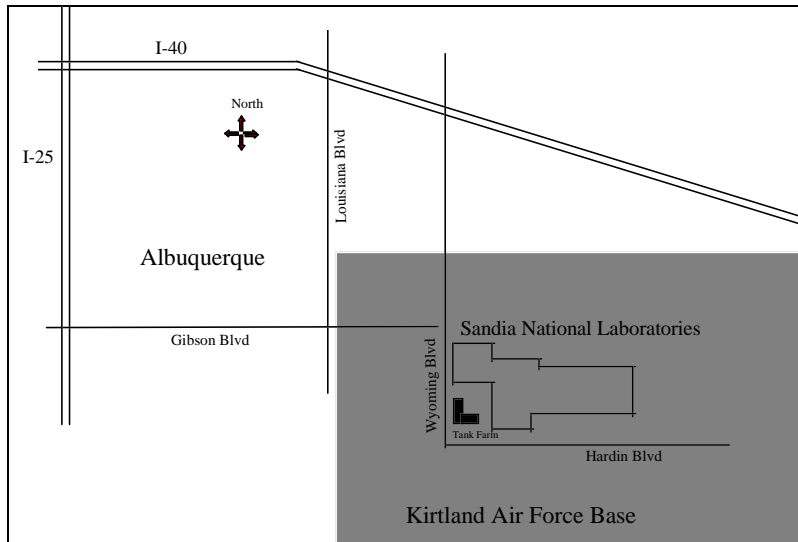 I-40
North
I-25
Louisiana Blvd
Albuquerque
Sandia National Laboratories
Gibson Blvd
Wyoming Blvd
Tank Farm
Hardin Blvd
Kirtland Air Force Base